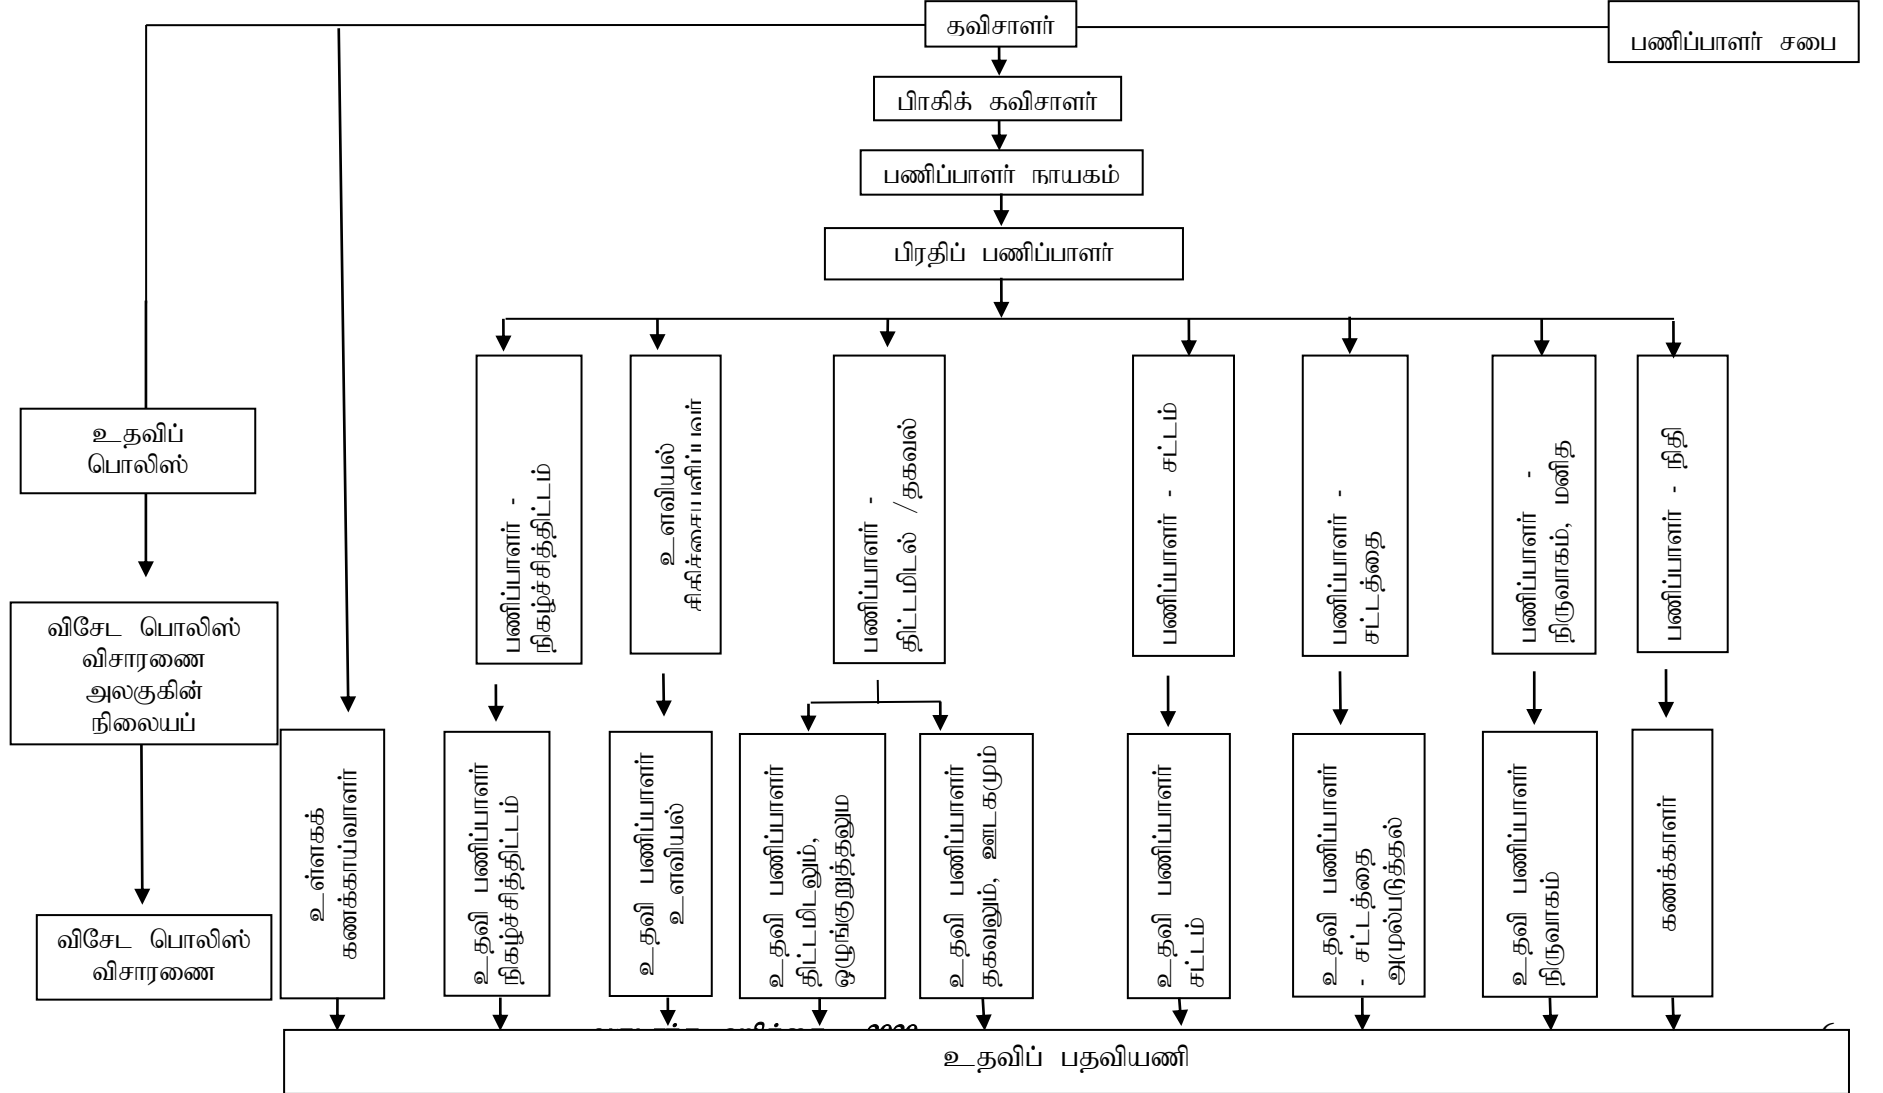 தவிசாளர்
பணிப்பாளர் சபை
பிரதித் தவிசாளர்
பணிப்பாளர் நாயகம்
பிரதிப் பணிப்பாளர்
உதவிப்
பொலிஸ்
விசேட பொலிஸ்
விசாரணை
அலகுகின்
நிலையப்
விசேட பொலிஸ்
விசாரணை
பணிப்பாளர் -
நிகழ்ச்சித்திட்டம்
உளவியல்
சிகிச்சையளிப்பவர்
பணிப்பாளர் -
திட்டமிடல் /தகவல்
பணிப்பாளர் - சட்டம்
பணிப்பாளர் -
சட்டத்தை
பணிப்பாளர் -
நிருவாகம், மனித
பணிப்பாளர் - நிதி
உள்ளகக்
கணக்காய்வாளர்
உதவி பணிப்பாளர்
நிகழ்ச்சித்திட்டம்
உதவி பணிப்பாளர்
உளவியல்
உதவி பணிப்பாளர்
திட்டமிடலும்,
ஒழுங்குறுத்தலும
உதவி பணிப்பாளர்
தகவலும், ஊடகமும்
உதவி பணிப்பாளர்
சட்டம்
உதவி பணிப்பாளர்
- சட்டத்தை
அமுல்படுத்தல்
உதவி பணிப்பாளர்
நிருவாகம்
கணக்காளர்
உதவிப் பதவியணி